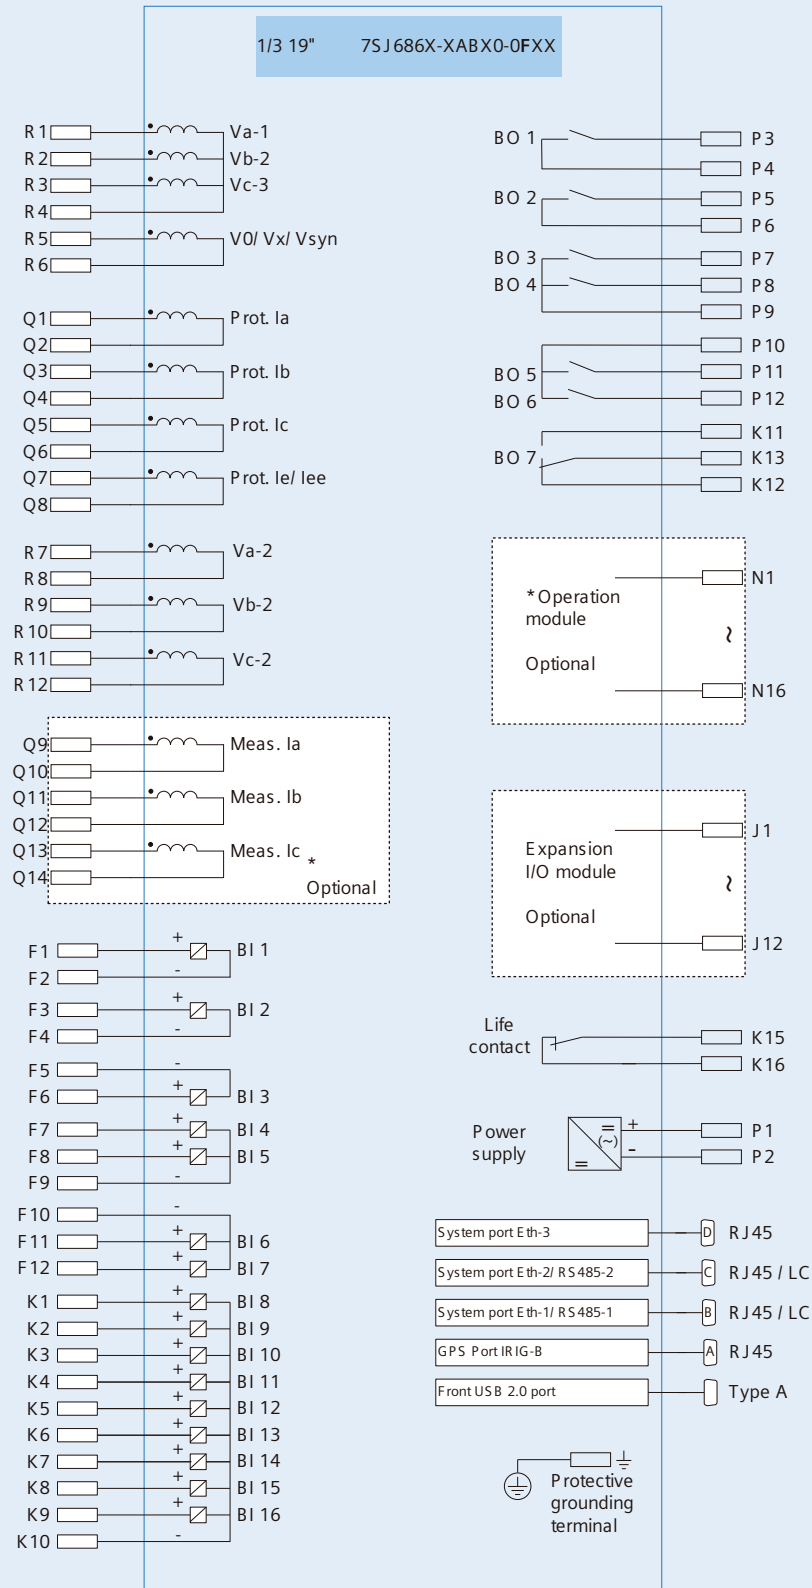 1/3 19" 7SJ686X-XABX0-0FXX
R1 Va-1
R2 Vb-2
R3 Vc-3
R4
R5 V0/ Vx/ Vsyn
R6
Q1 Prot. Ia
Q2
Q3 Prot. Ib
Q4
Q5 Prot. Ic
Q6
Q7 Prot. Ie/ Iee
Q8
R7 Va-2
R8
R9 Vb-2
R10
R11 Vc-2
R12
Q9 Meas. Ia
Q10
Q11 Meas. Ib
Q12
Q13 Meas. Ic
*
Q14 Optional
F1 + BI 1
F2 -
F3 + BI 2
F4 -
F5 -
F6 + BI 3
F7 + BI 4
F8 + BI 5
F9 -
F10 -
F11 + BI 6
F12 + BI 7
K1 + BI 8
K2 + BI 9
K3 + BI 10
K4 + BI 11
K5 + BI 12
K6 + BI 13
K7 + BI 14
K8 + BI 15
K9 + BI 16
K10 -
BO 1 P3
P4
BO 2 P5
P6
BO 3 P7
BO 4 P8
P9
P10
BO 5 P11
BO 6 P12
K11
BO 7 K13
K12
N1
* Operation
module
~
Optional
N16
J1
Expansion
I/O module
~
Optional
J12
Life
contact
K15
K16
Power
supply
= (~) =
+ P1
- P2
System port Eth-3 D RJ45
System port Eth-2/ RS485-2 C RJ45 / LC
System port Eth-1/ RS485-1 B RJ45 / LC
GPS Port IRIG-B A RJ45
Front USB 2.0 port Type A
Protective
grounding
terminal